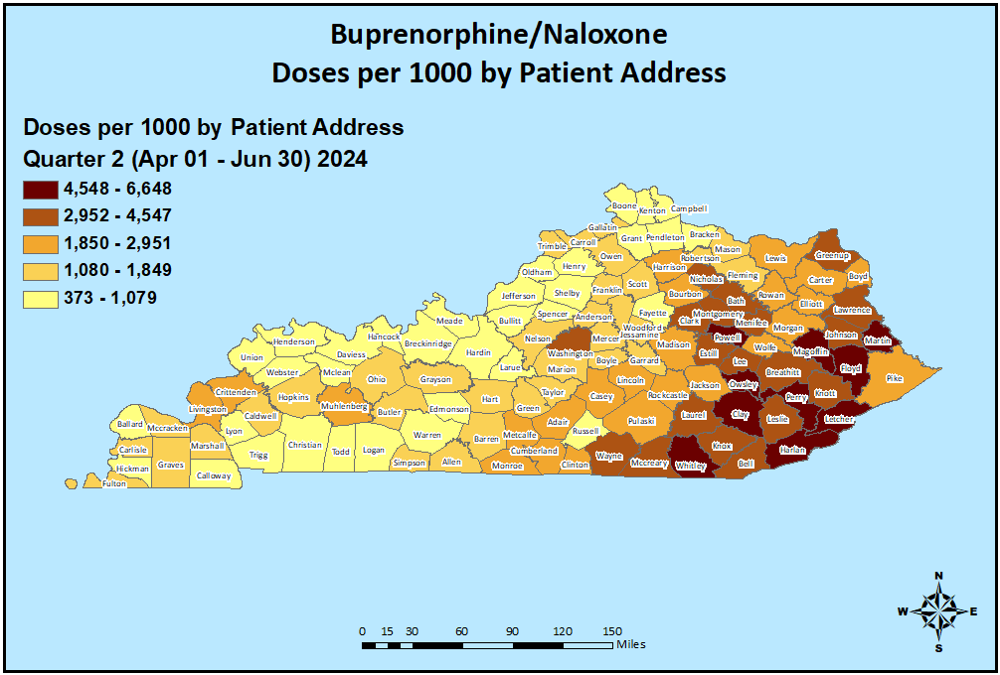 Buprenorphine/Naloxone
Doses per 1000 by Patient Address
Doses per 1000 by Patient Address
Quarter 2 (Apr 01 - Jun 30) 2024
4,548 - 6,648
2,952 - 4,547
1,850 - 2,951
1,080 - 1,849
373 - 1,079
Boone
Kenton
Campbell
Gallatin
Grant
Pendleton
Bracken
Trimble
Carroll
Owen
Mason
Robertson
Lewis
Greenup
Oldham
Henry
Harrison
Nicholas
Fleming
Carter
Boyd
Jefferson
Shelby
Franklin
Scott
Bourbon
Bath
Rowan
Elliott
Lawrence
Meade
Bullitt
Spencer
Anderson
Woodford
Fayette
Clark
Montgomery
Menifee
Morgan
Johnson
Martin
Henderson
Hancock
Breckinridge
Hardin
Nelson
Washington
Mercer
Jessamine
Madison
Powell
Wolfe
Magoffin
Union
Daviess
Webster
Mclean
Ohio
Grayson
Larue
Marion
Boyle
Garrard
Estill
Lee
Breathitt
Floyd
Pike
Crittenden
Hopkins
Muhlenberg
Butler
Edmonson
Hart
Green
Taylor
Casey
Lincoln
Rockcastle
Jackson
Owsley
Perry
Knott
Livingston
Caldwell
Ballard
Mccracken
Lyon
Warren
Barren
Metcalfe
Adair
Russell
Pulaski
Laurel
Clay
Leslie
Letcher
Carlisle
Marshall
Trigg
Christian
Todd
Logan
Simpson
Allen
Monroe
Cumberland
Clinton
Wayne
Mccreary
Whitley
Knox
Bell
Harlan
Hickman
Graves
Calloway
Fulton
N
W
E
S
0 15 30 60 90 120 150
Miles